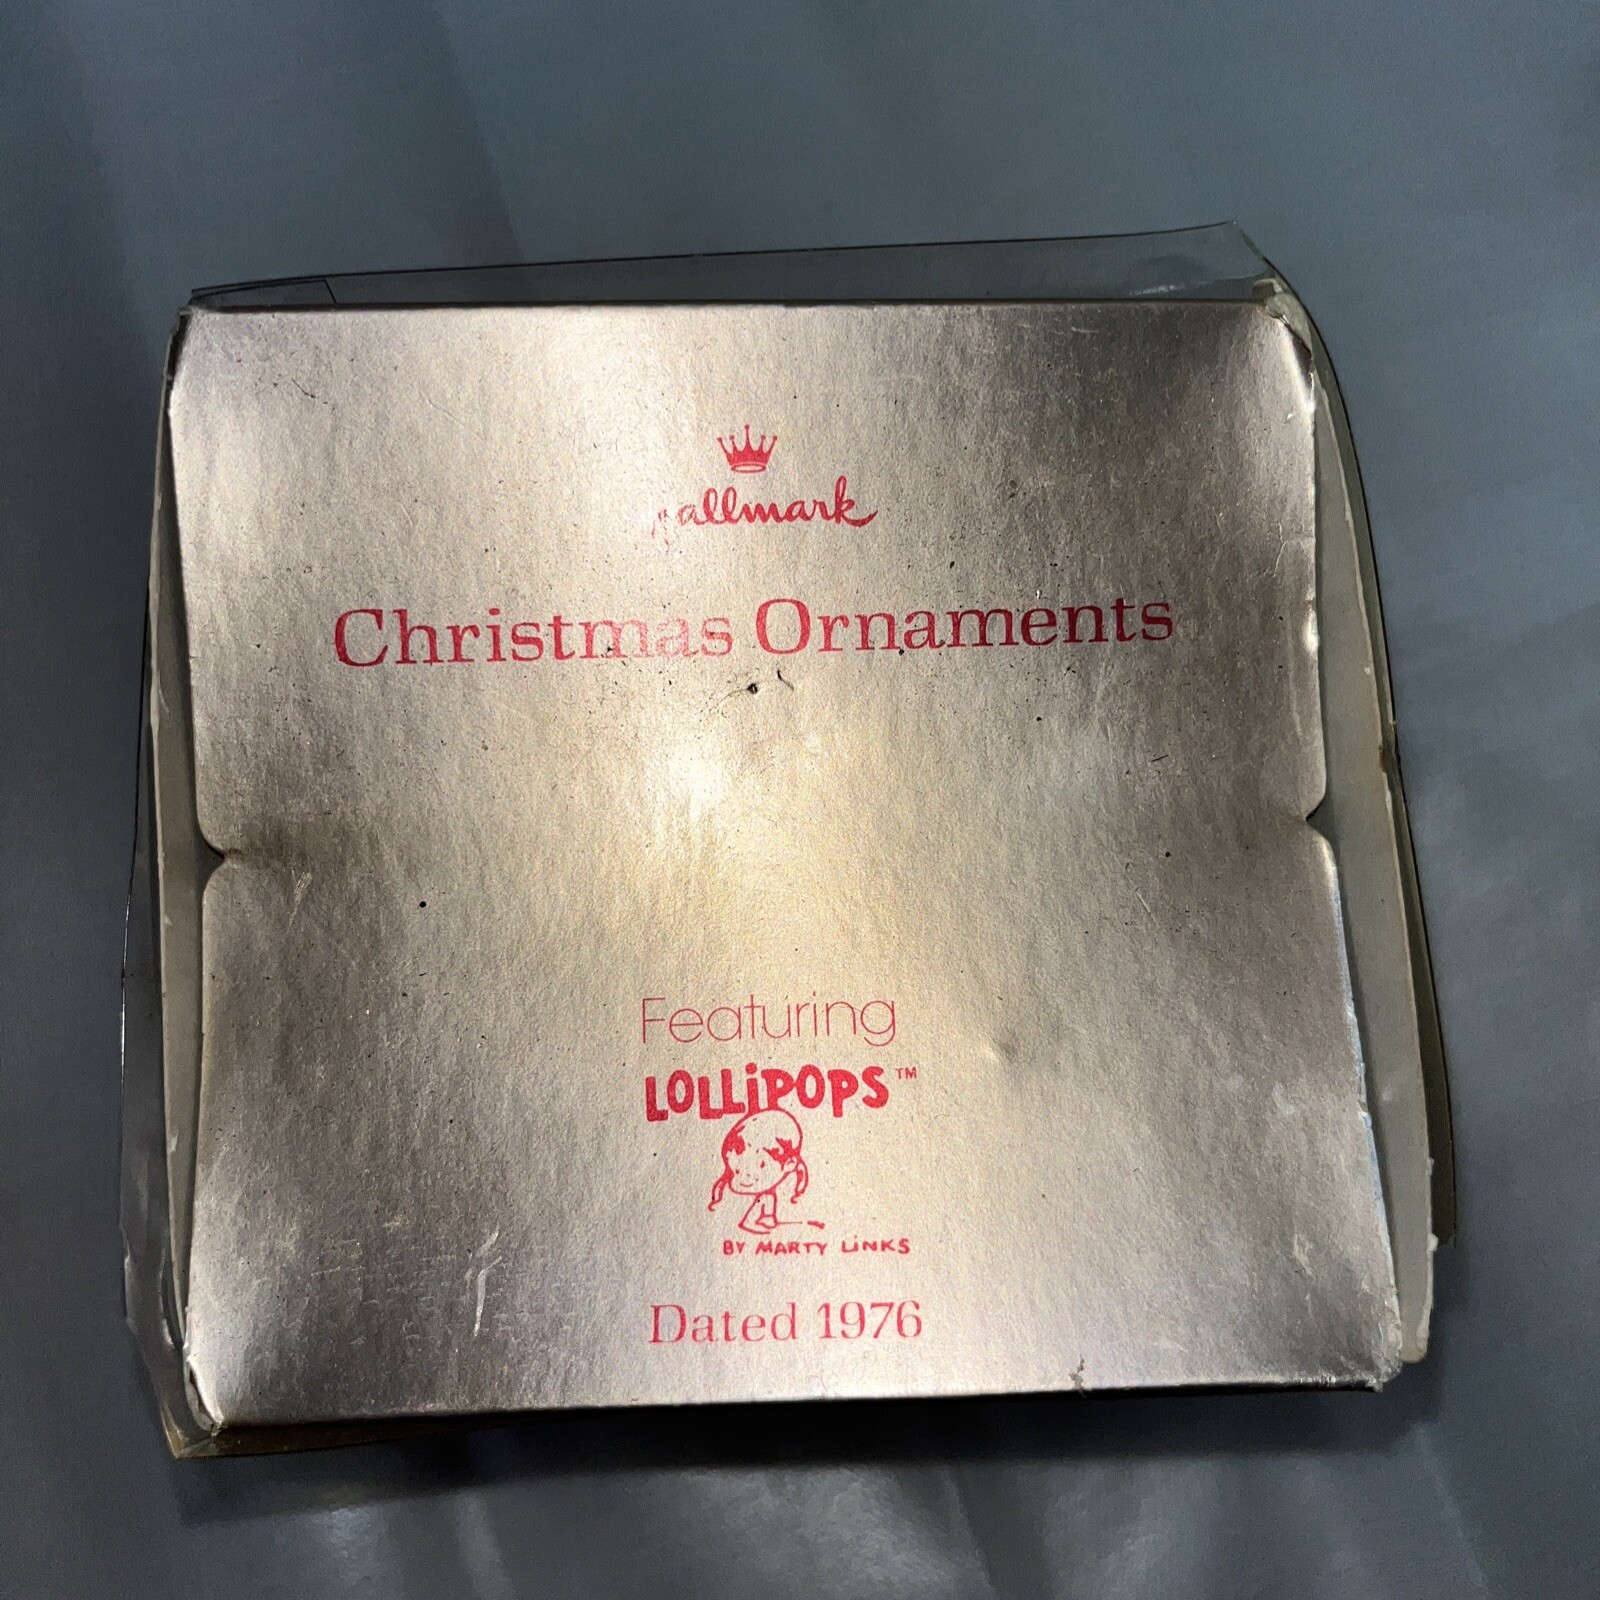 Hallmark
Christmas Ornaments
Featuring
LOLLiPOPS™
BY MARTY LiNKS
Dated 1976